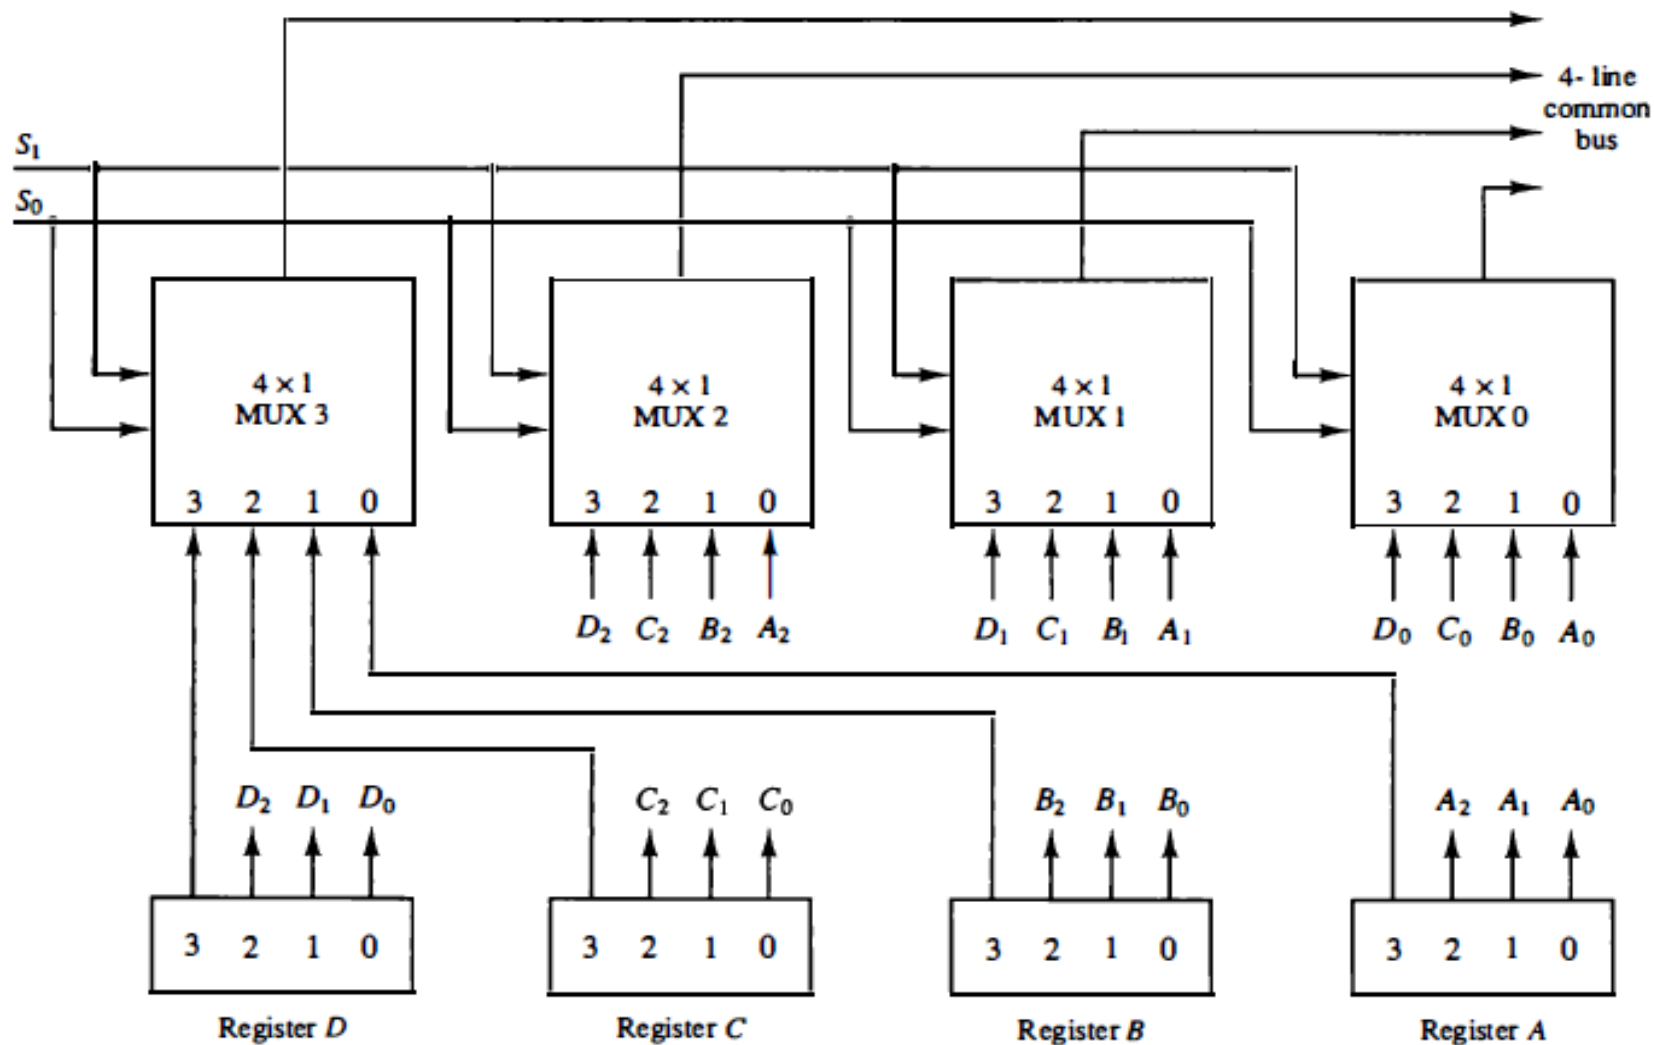 4- line
common
bus
S₁
S₀
4 × 1
MUX 3
4 × 1
MUX 2
4 × 1
MUX 1
4 × 1
MUX 0
3 2 1 0
3 2 1 0
3 2 1 0
3 2 1 0
D₂ C₂ B₂ A₂
D₁ C₁ B₁ A₁
D₀ C₀ B₀ A₀
D₂ D₁ D₀
C₂ C₁ C₀
B₂ B₁ B₀
A₂ A₁ A₀
3 2 1 0
3 2 1 0
3 2 1 0
3 2 1 0
Register D
Register C
Register B
Register A